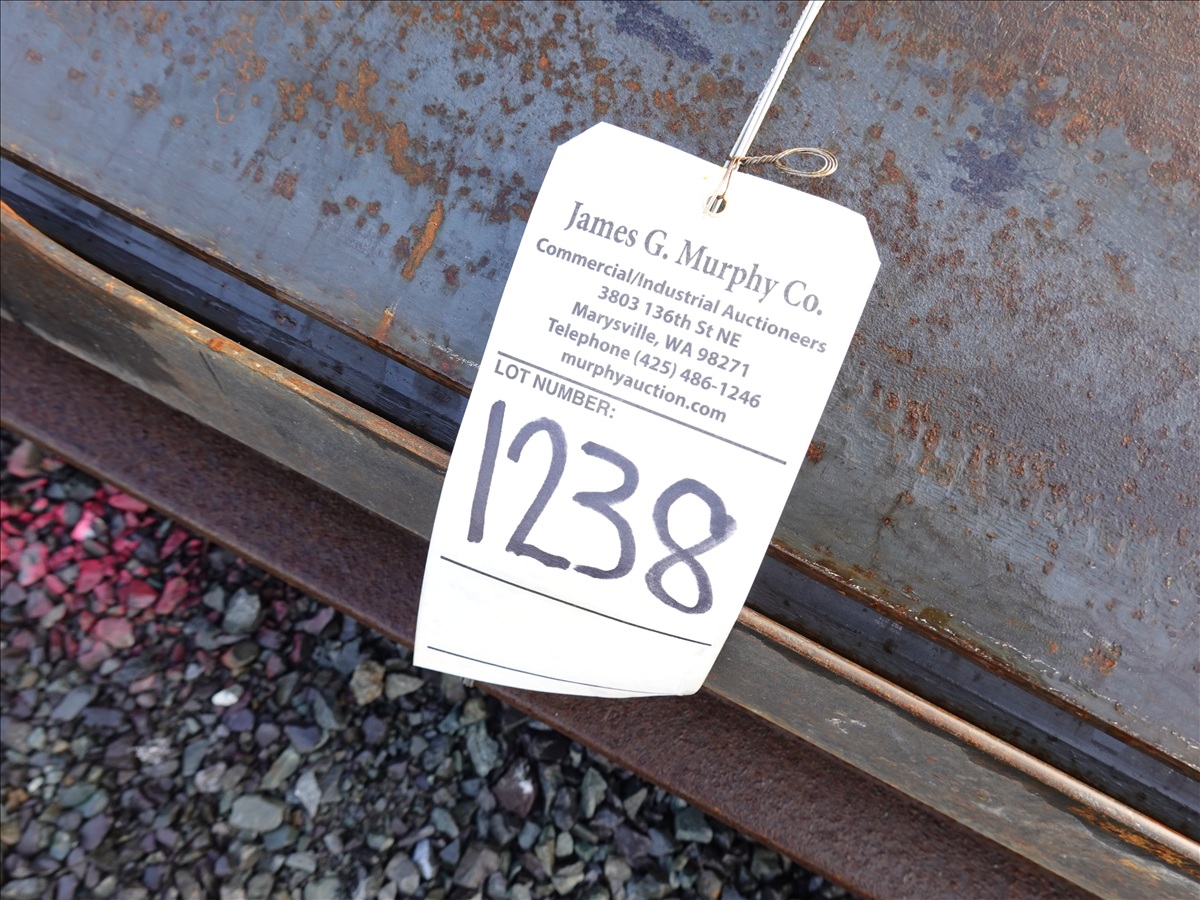 James G. Murphy Co.
Commercial/Industrial Auctioneers
3803 136th St NE
Marysville, WA 98271
Telephone (425) 486-1246
murphyauction.com
LOT NUMBER:
1238